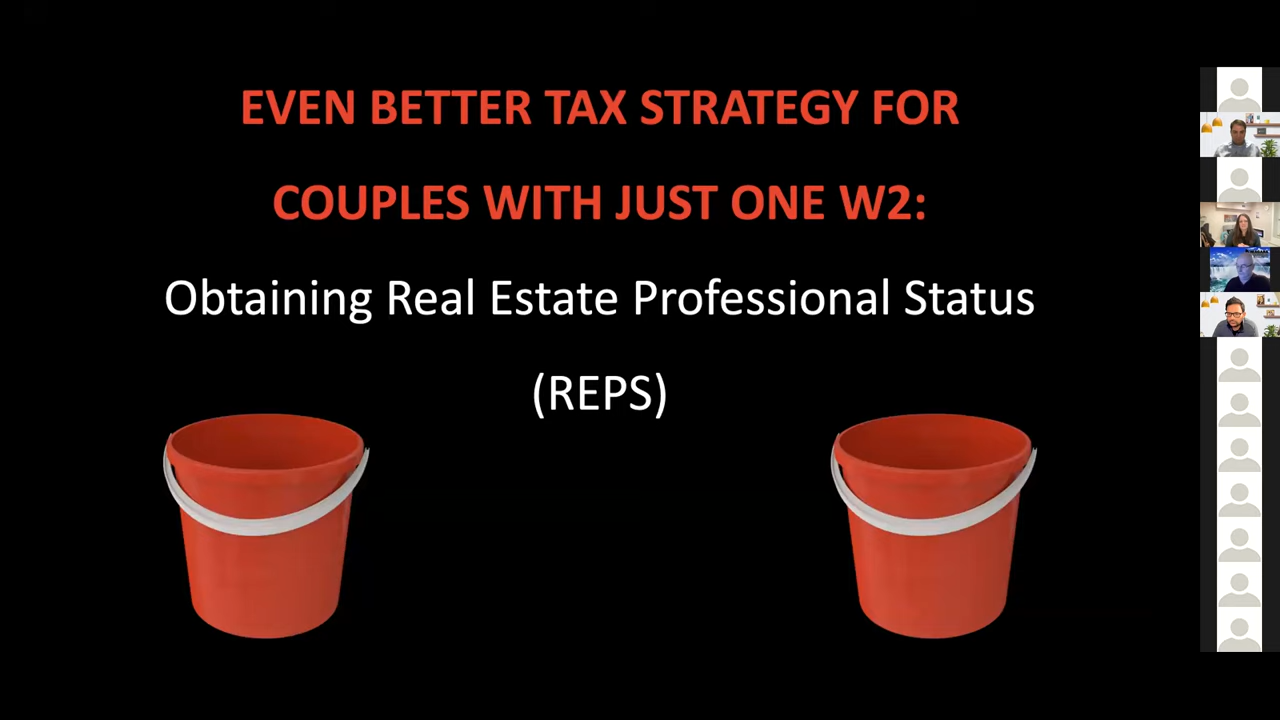 EVEN BETTER TAX STRATEGY FOR
COUPLES WITH JUST ONE W2:
Obtaining Real Estate Professional Status
(REPS)